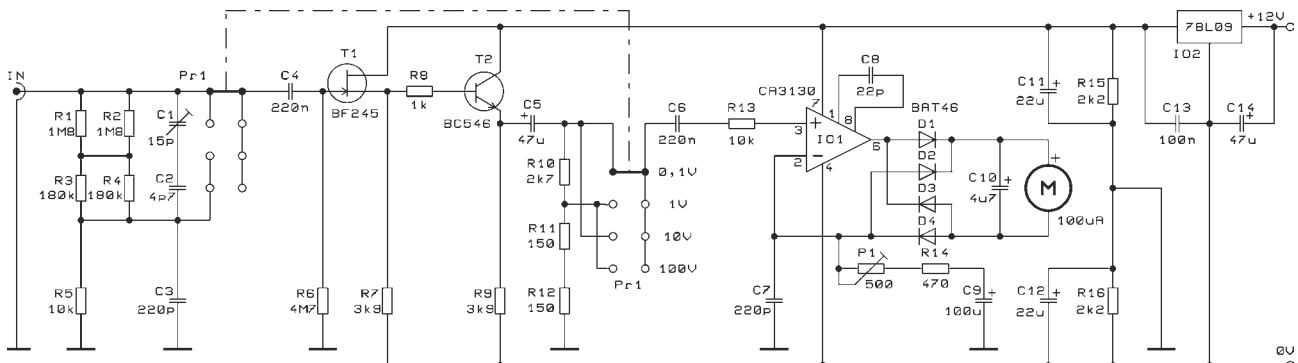 IN
R1
1M8
R2
1M8
C1
15p
R3
180k
R4
180k
C2
4p7
R5
10k
C3
220p
Pr1
C4
220n
T1
BF245
R8
1k
T2
BC546
R6
4M7
R7
3k9
R9
3k9
C5
+
47u
R10
2k7
R11
150
R12
150
0,1V
1V
10V
100V
Pr1
C6
220n
R13
10k
CA3130
7
1
8
3
+
IO1
2
−
6
4
C8
22p
BAT46
D1
D2
D3
D4
C10
+
4u7
+
M
100uA
P1
500
R14
470
C7
220p
C9
+
100u
C11
+
22u
R15
2k2
C12
+
22u
R16
2k2
78L09
IO2
+12V
C13
100n
+
C14
47u
0V